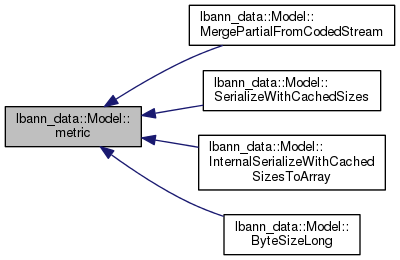 lbann_data::Model::
metric
lbann_data::Model::
MergePartialFromCodedStream
lbann_data::Model::
SerializeWithCachedSizes
lbann_data::Model::
InternalSerializeWithCached
SizesToArray
lbann_data::Model::
ByteSizeLong